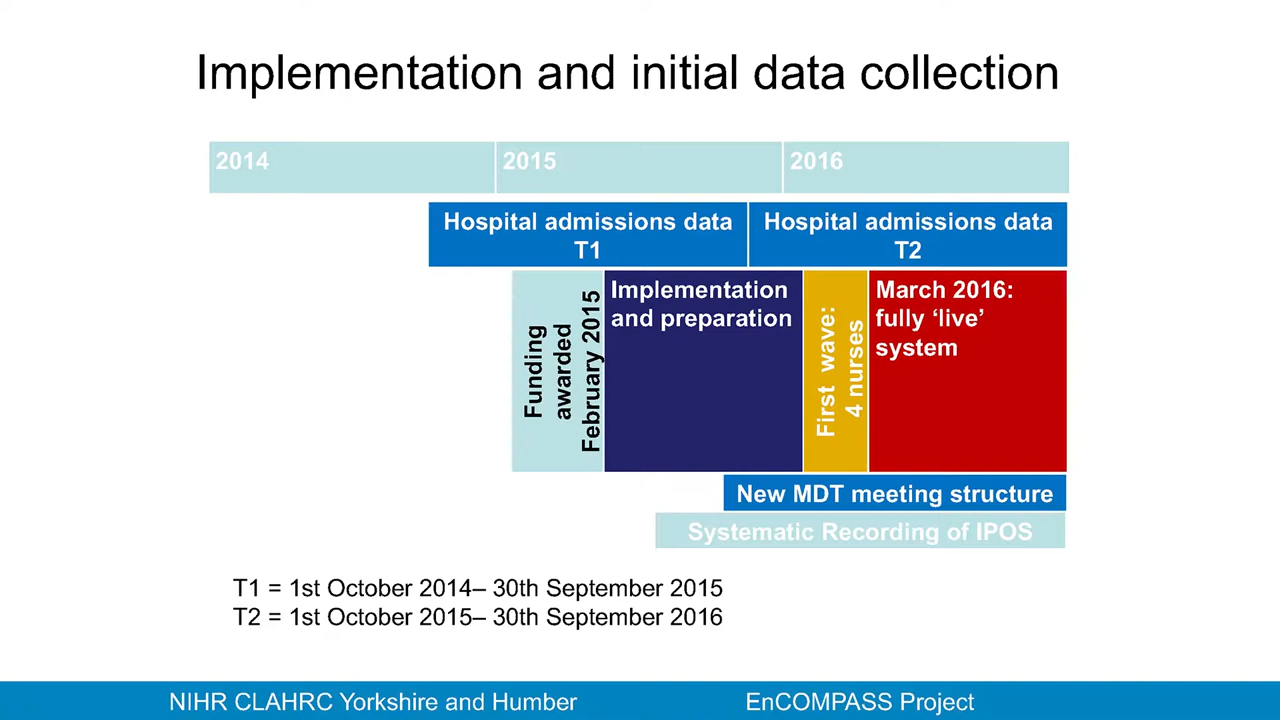 Implementation and initial data collection
2014
2015
2016
Hospital admissions data
T1
Hospital admissions data
T2
Funding
awarded
February 2015
Implementation
and preparation
First wave:
4 nurses
March 2016:
fully ‘live’
system
New MDT meeting structure
Systematic Recording of IPOS
T1 = 1st October 2014– 30th September 2015
T2 = 1st October 2015– 30th September 2016
NIHR CLAHRC Yorkshire and Humber
EnCOMPASS Project